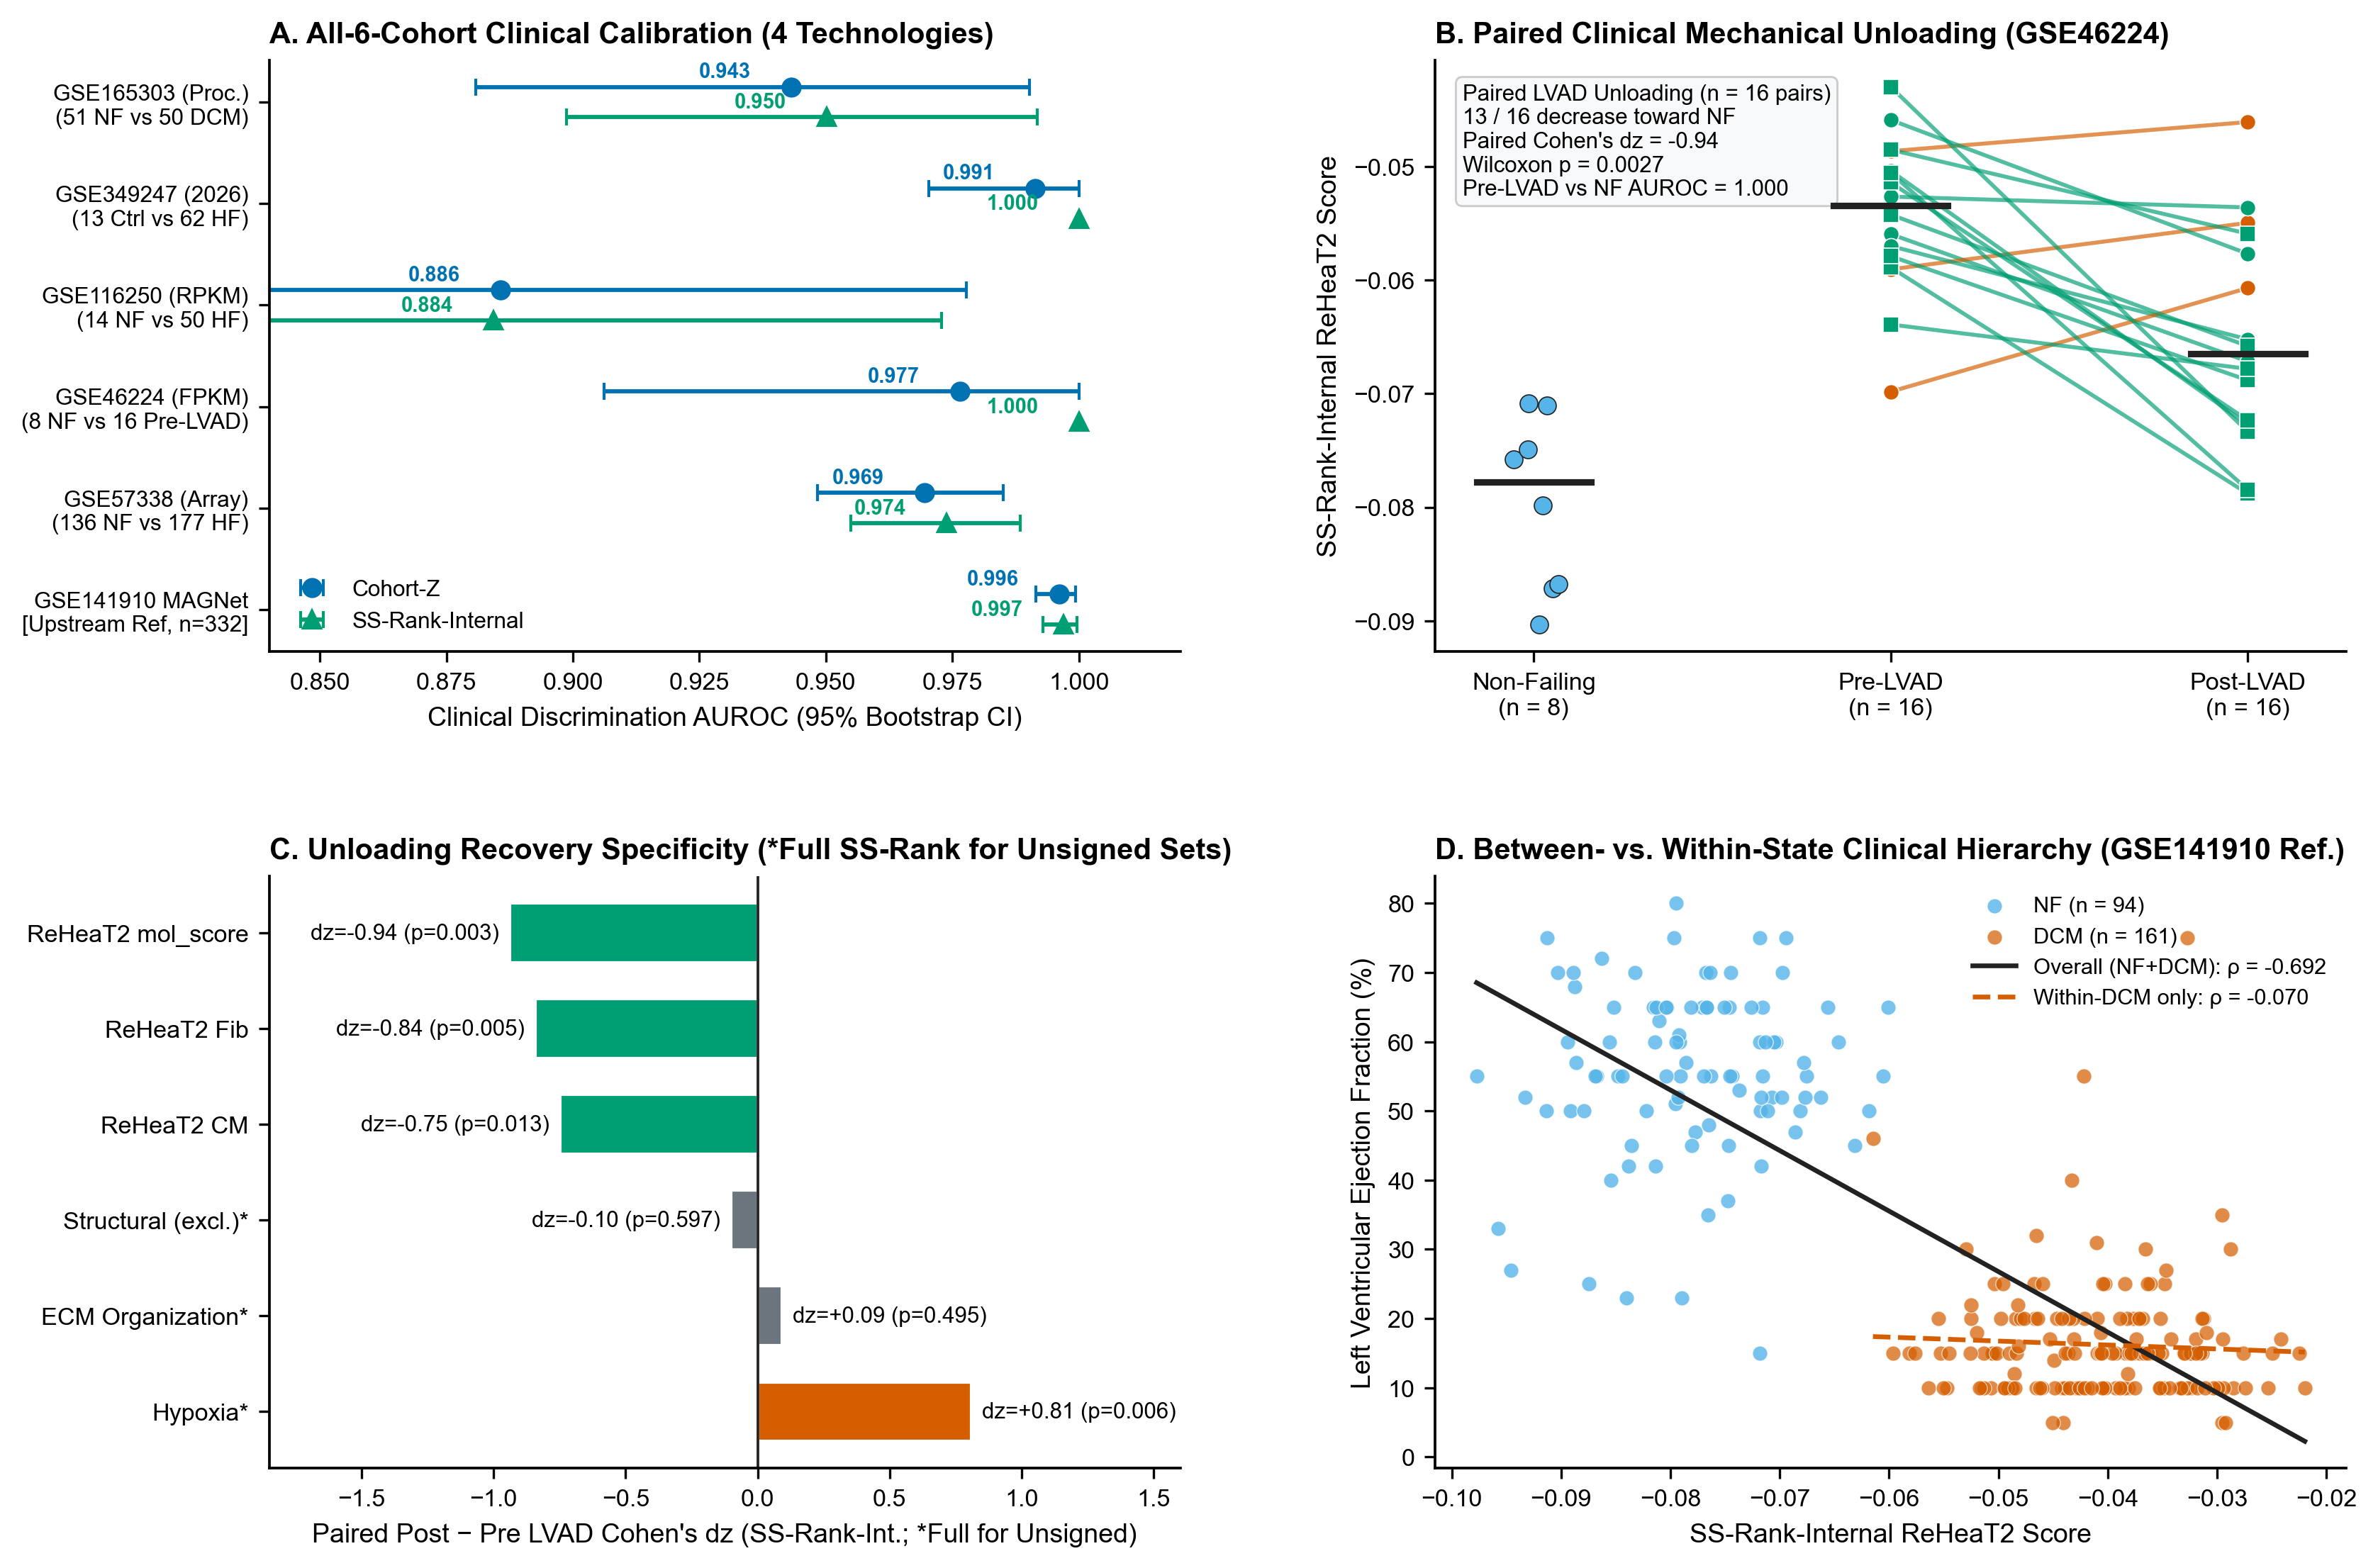 A. All-6-Cohort Clinical Calibration (4 Technologies)
GSE165303 (Proc.)
(51 NF vs 50 DCM)
0.943
0.950
GSE349247 (2026)
(13 Ctrl vs 62 HF)
0.991
1.000
GSE116250 (RPKM)
(14 NF vs 50 HF)
0.886
0.884
GSE46224 (FPKM)
(8 NF vs 16 Pre-LVAD)
0.977
1.000
GSE57338 (Array)
(136 NF vs 177 HF)
0.969
0.974
GSE141910 MAGNet
[Upstream Ref, n=332]
0.996
0.997
Cohort-Z
SS-Rank-Internal
0.850 0.875 0.900 0.925 0.950 0.975 1.000
Clinical Discrimination AUROC (95% Bootstrap CI)
B. Paired Clinical Mechanical Unloading (GSE46224)
Paired LVAD Unloading (n = 16 pairs)
13 / 16 decrease toward NF
Paired Cohen's dz = -0.94
Wilcoxon p = 0.0027
Pre-LVAD vs NF AUROC = 1.000
SS-Rank-Internal ReHeaT2 Score
−0.05
−0.06
−0.07
−0.08
−0.09
Non-Failing
(n = 8)
Pre-LVAD
(n = 16)
Post-LVAD
(n = 16)
C. Unloading Recovery Specificity (*Full SS-Rank for Unsigned Sets)
ReHeaT2 mol_score
dz=-0.94 (p=0.003)
ReHeaT2 Fib
dz=-0.84 (p=0.005)
ReHeaT2 CM
dz=-0.75 (p=0.013)
Structural (excl.)*
dz=-0.10 (p=0.597)
ECM Organization*
dz=+0.09 (p=0.495)
Hypoxia*
dz=+0.81 (p=0.006)
−1.5 −1.0 −0.5 0.0 0.5 1.0 1.5
Paired Post − Pre LVAD Cohen's dz (SS-Rank-Int.; *Full for Unsigned)
D. Between- vs. Within-State Clinical Hierarchy (GSE141910 Ref.)
NF (n = 94)
DCM (n = 161)
Overall (NF+DCM): ρ = -0.692
Within-DCM only: ρ = -0.070
Left Ventricular Ejection Fraction (%)
80
70
60
50
40
30
20
10
0
−0.10 −0.09 −0.08 −0.07 −0.06 −0.05 −0.04 −0.03 −0.02
SS-Rank-Internal ReHeaT2 Score